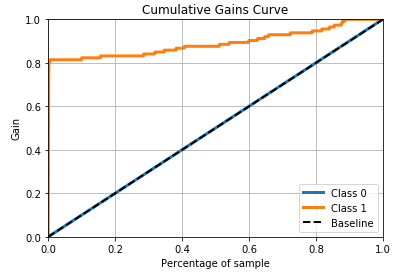 Cumulative Gains Curve
Gain
1.0
0.8
0.6
0.4
0.2
0.0
0.0 0.2 0.4 0.6 0.8 1.0
Percentage of sample
Class 0
Class 1
Baseline